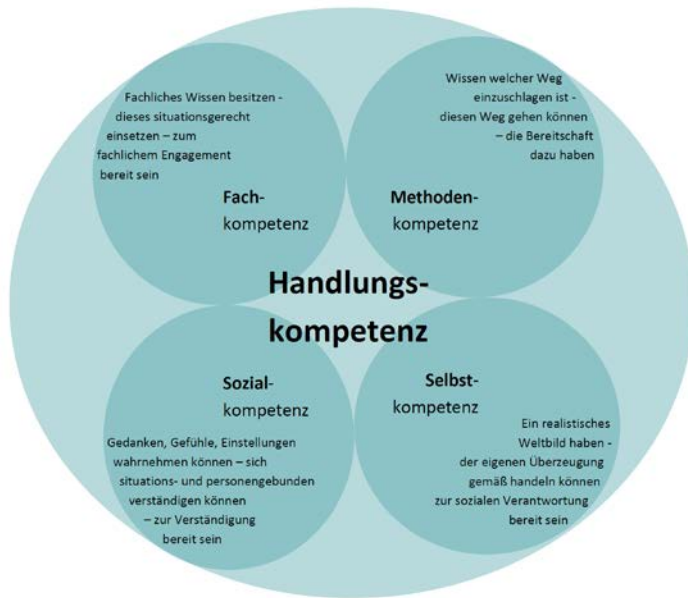 Fachliches Wissen besitzen -
dieses situationsgerecht
einsetzen – zum
fachlichem Engagement
bereit sein
Fach-
kompetenz
Wissen welcher Weg
einzuschlagen ist -
diesen Weg gehen können
– die Bereitschaft
dazu haben
Methoden-
kompetenz
Handlungs-
kompetenz
Sozial-
kompetenz
Gedanken, Gefühle, Einstellungen
wahrnehmen können – sich
situations- und personengebunden
verständigen können
– zur Verständigung
bereit sein
Selbst-
kompetenz
Ein realistisches
Weltbild haben -
der eigenen Überzeugung
gemäß handeln können
zur sozialen Verantwortung
bereit sein